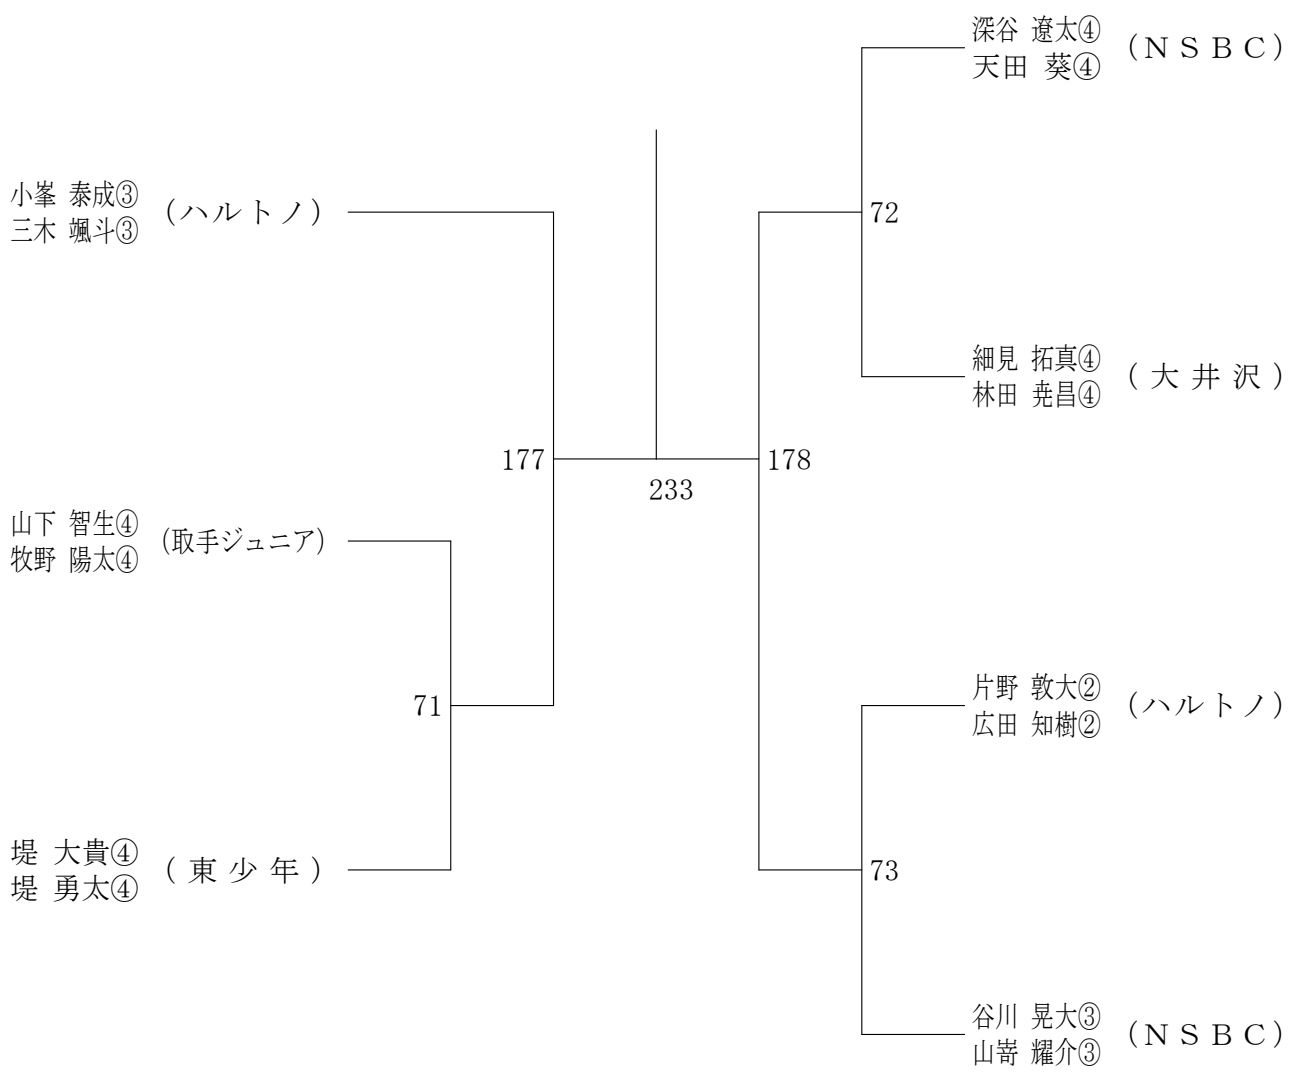 深谷 遼太④
天田 葵④
(NSBC)
小峯 泰成③
三木 颯斗③
(ハルトノ)
72
細見 拓真④
林田 尭昌④
(大井沢)
177
178
233
山下 智生④
牧野 陽太④
(取手ジュニア)
71
片野 敦大②
広田 知樹②
(ハルトノ)
堤 大貴④
堤 勇太④
(東少年)
73
谷川 晃大③
山嵜 耀介③
(NSBC)